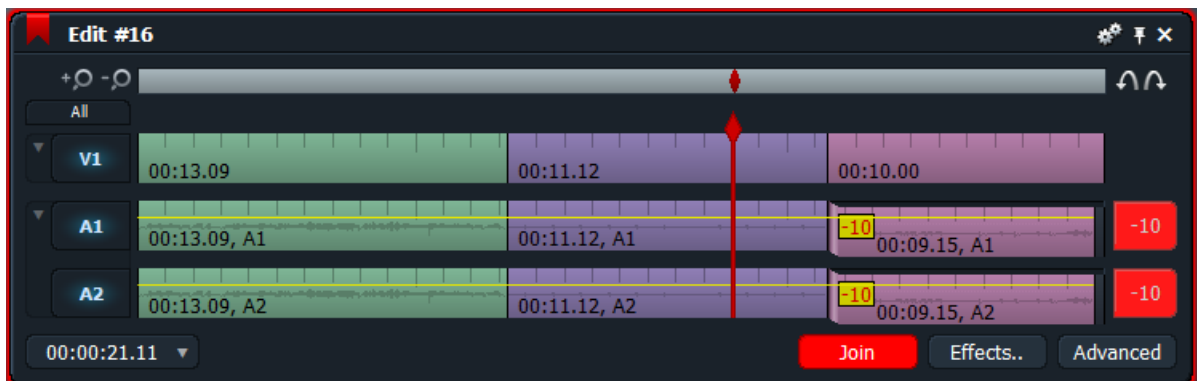 Edit #16
All
V1 00:13.09 00:11.12 00:10.00
A1 00:13.09, A1 00:11.12, A1 -10 00:09.15, A1 -10
A2 00:13.09, A2 00:11.12, A2 -10 00:09.15, A2 -10
00:00:21.11 Join Effects.. Advanced